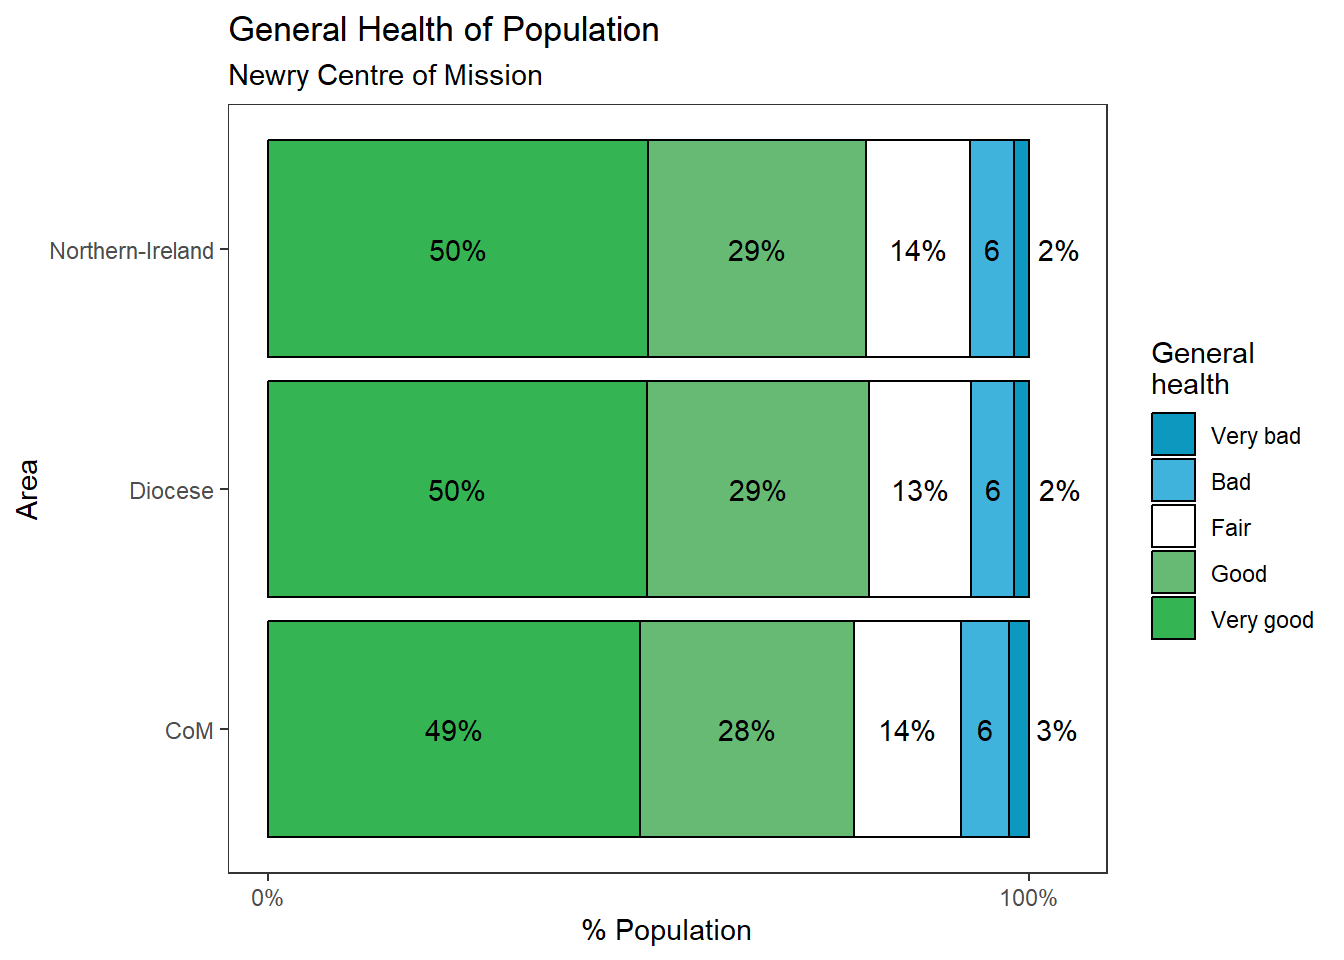 General Health of Population
Newry Centre of Mission
Area
Northern-Ireland
50%
29%
14%
6
2%
Diocese
50%
29%
13%
6
2%
CoM
49%
28%
14%
6
3%
0%
100%
% Population
General
health
Very bad
Bad
Fair
Good
Very good